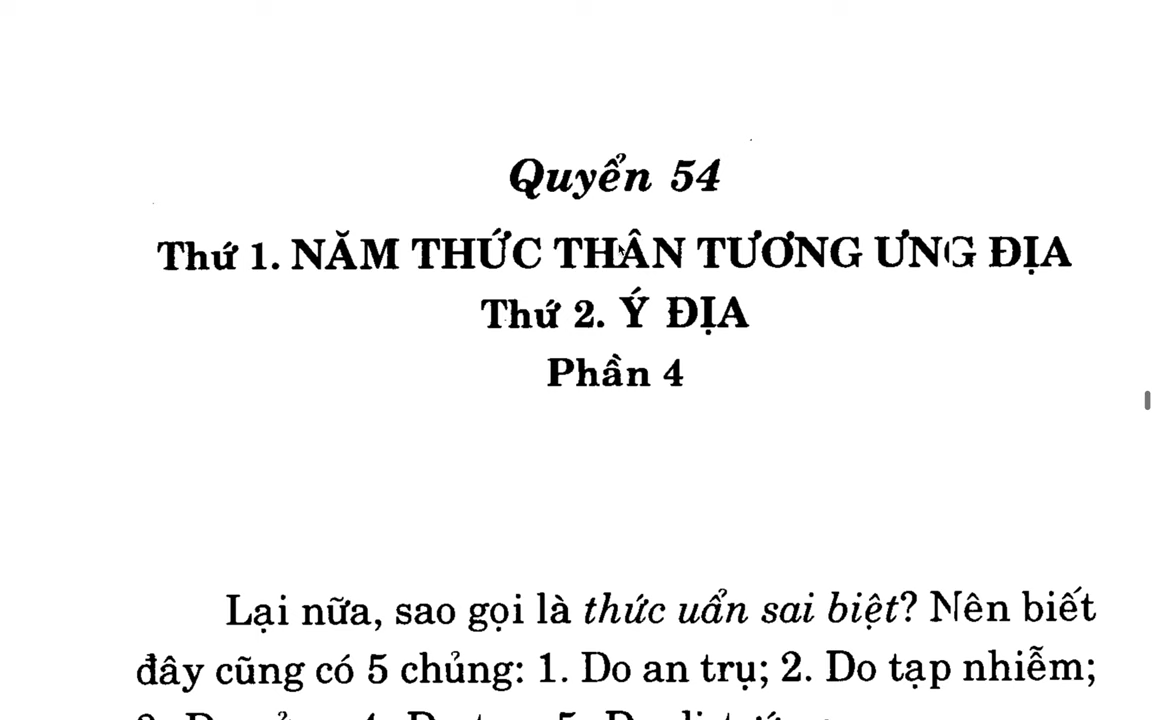 Quyển 54
Thứ 1. NĂM THỨC THÂN TƯƠNG ƯNG ĐỊA
Thứ 2. Ý ĐỊA
Phần 4
Lại nữa, sao gọi là thức uẩn sai biệt? Nên biết
đây cũng có 5 chủng: 1. Do an trụ; 2. Do tạp nhiễm;